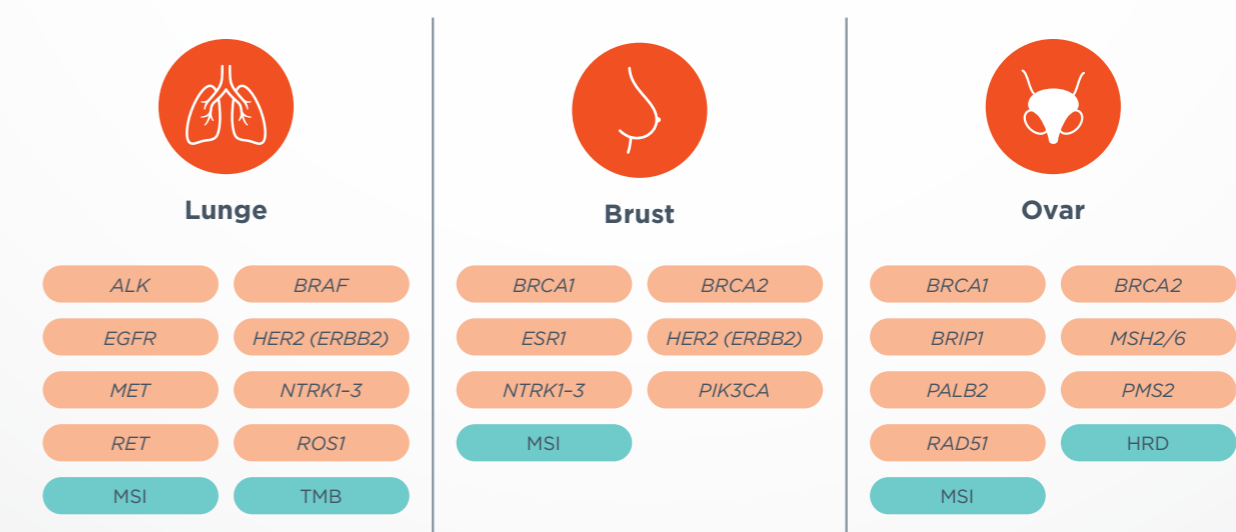 Lunge
ALK BRAF
EGFR HER2 (ERBB2)
MET NTRK1–3
RET ROS1
MSI TMB
Brust
BRCA1 BRCA2
ESR1 HER2 (ERBB2)
NTRK1–3 PIK3CA
MSI
Ovar
BRCA1 BRCA2
BRIP1 MSH2/6
PALB2 PMS2
RAD51 HRD
MSI